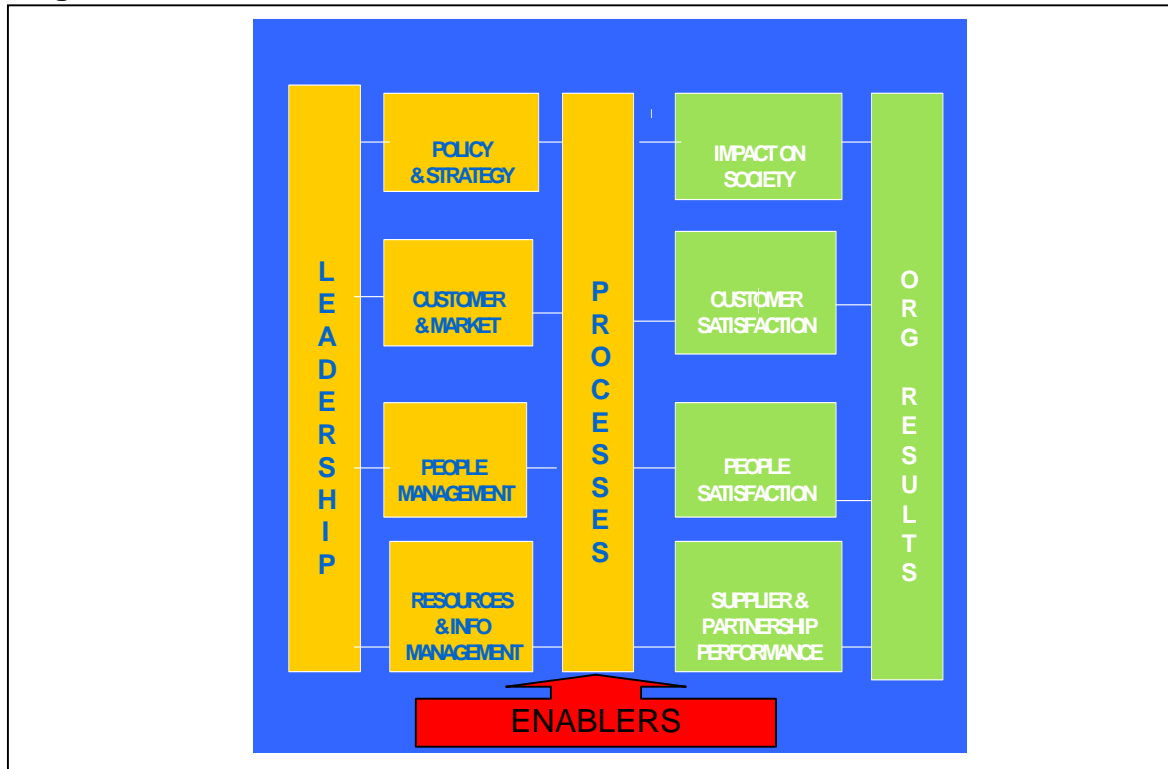 LEADERSHIP
POLICY
& STRATEGY
CUSTOMER
& MARKET
PEOPLE
MANAGEMENT
RESOURCES
& INFO
MANAGEMENT
PROCESSES
IMPACT ON
SOCIETY
CUSTOMER
SATISFACTION
PEOPLE
SATISFACTION
SUPPLIER &
PARTNERSHIP
PERFORMANCE
ORG RESULTS
ENABLERS